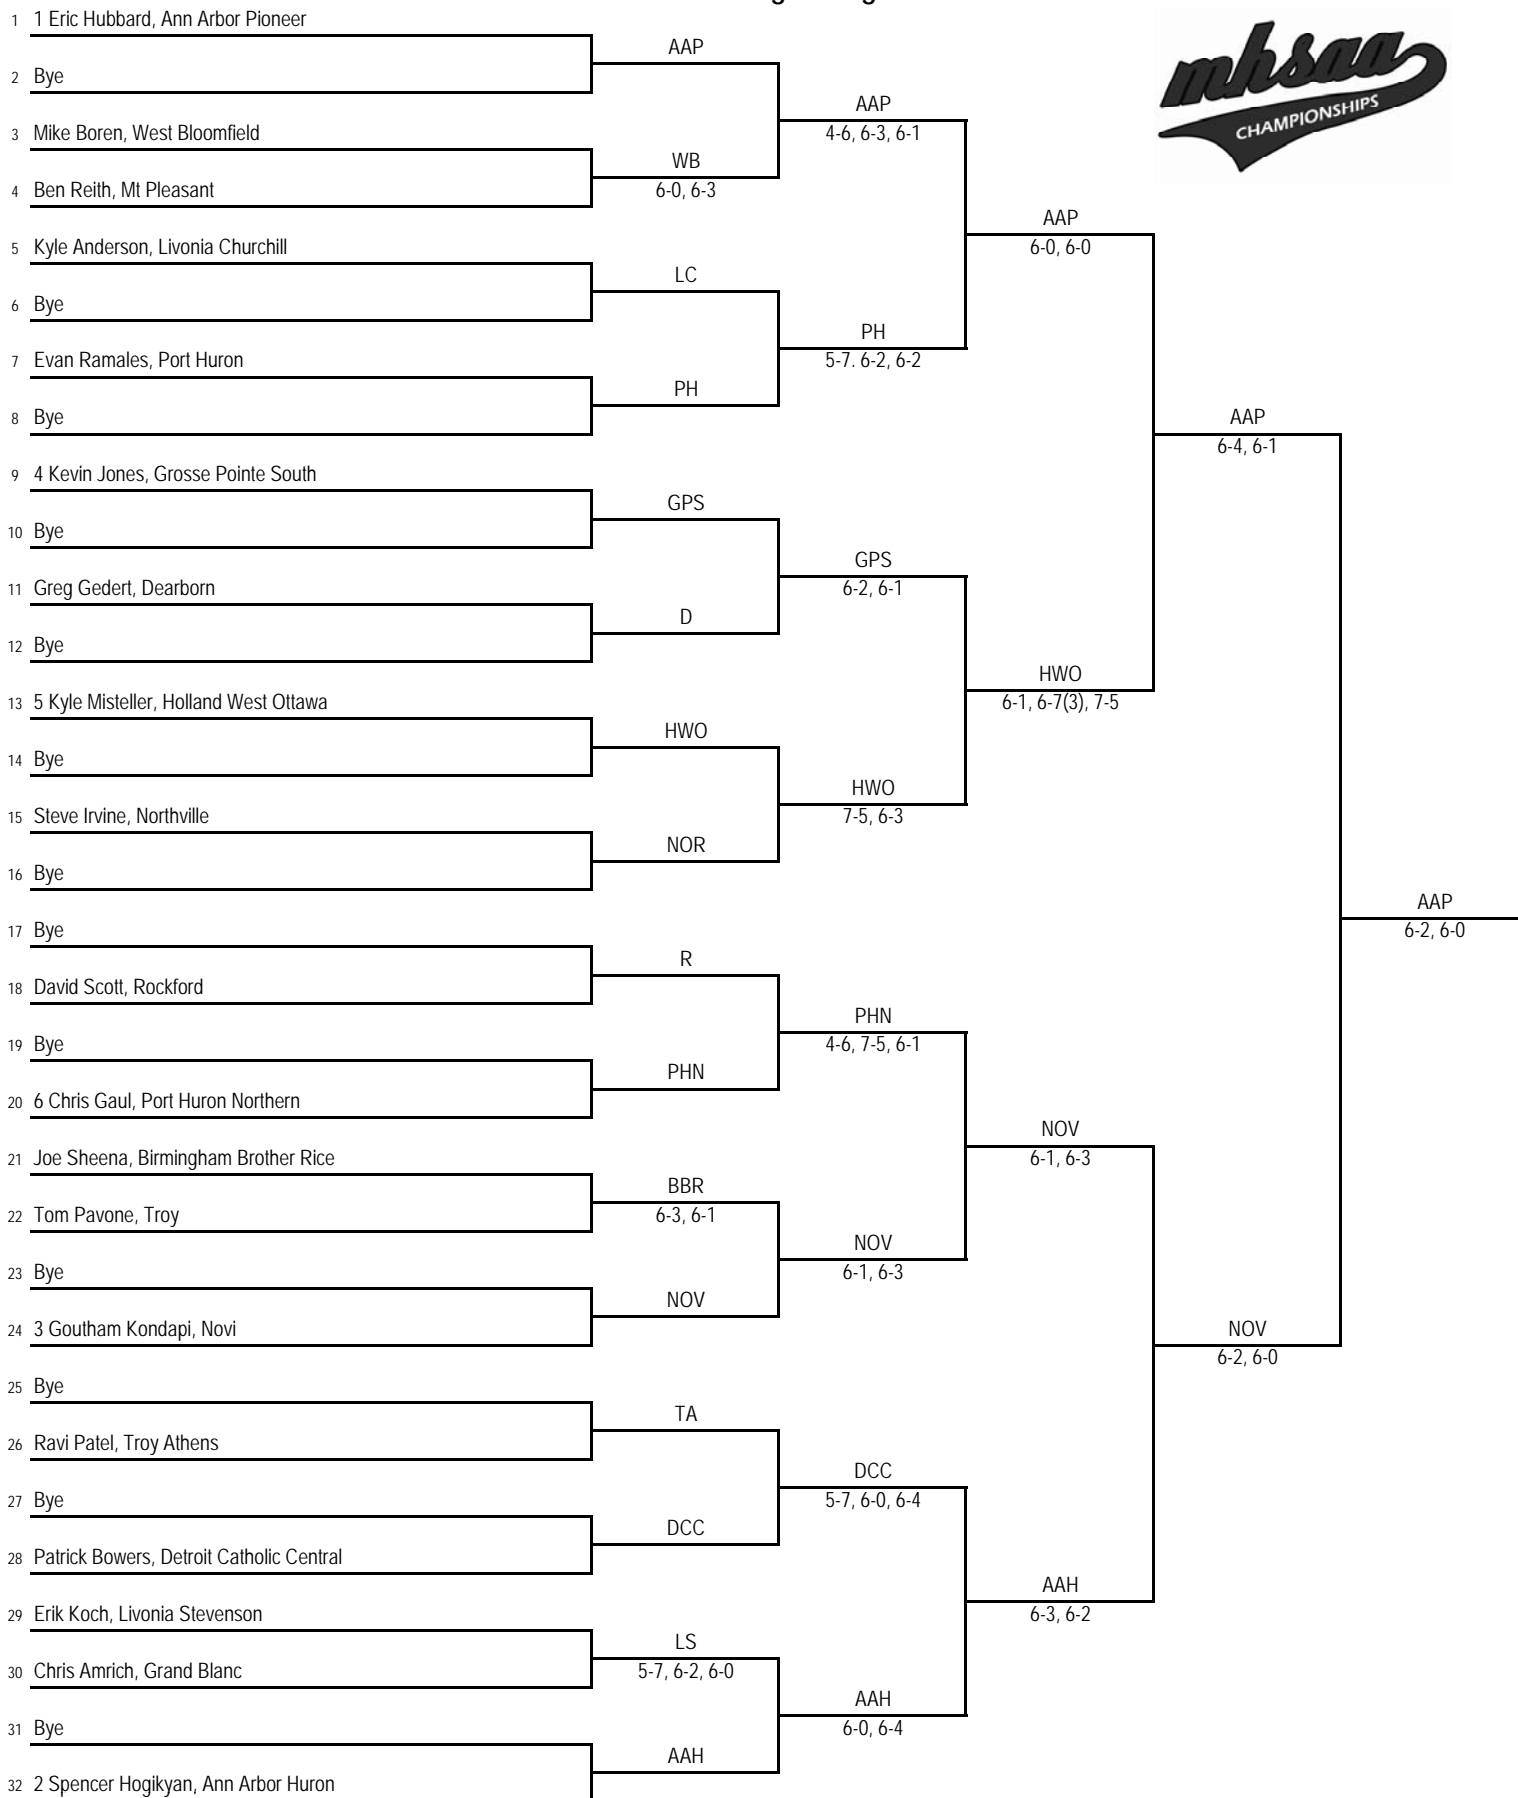 1 1 Eric Hubbard, Ann Arbor Pioneer
AAP
2 Bye
AAP
4-6, 6-3, 6-1
3 Mike Boren, West Bloomfield
WB
6-0, 6-3
4 Ben Reith, Mt Pleasant
AAP
6-0, 6-0
5 Kyle Anderson, Livonia Churchill
LC
6 Bye
PH
5-7. 6-2, 6-2
7 Evan Ramales, Port Huron
PH
8 Bye
AAP
6-4, 6-1
9 4 Kevin Jones, Grosse Pointe South
GPS
10 Bye
GPS
6-2, 6-1
11 Greg Gedert, Dearborn
D
12 Bye
HWO
6-1, 6-7(3), 7-5
13 5 Kyle Misteller, Holland West Ottawa
HWO
14 Bye
HWO
7-5, 6-3
15 Steve Irvine, Northville
NOR
16 Bye
AAP
6-2, 6-0
17 Bye
R
18 David Scott, Rockford
PHN
4-6, 7-5, 6-1
19 Bye
PHN
20 6 Chris Gaul, Port Huron Northern
NOV
6-1, 6-3
21 Joe Sheena, Birmingham Brother Rice
BBR
6-3, 6-1
22 Tom Pavone, Troy
NOV
6-1, 6-3
23 Bye
NOV
24 3 Goutham Kondapi, Novi
NOV
6-2, 6-0
25 Bye
TA
26 Ravi Patel, Troy Athens
DCC
5-7, 6-0, 6-4
27 Bye
DCC
28 Patrick Bowers, Detroit Catholic Central
AAH
6-3, 6-2
29 Erik Koch, Livonia Stevenson
LS
5-7, 6-2, 6-0
30 Chris Amrich, Grand Blanc
AAH
6-0, 6-4
31 Bye
AAH
32 2 Spencer Hogikyan, Ann Arbor Huron
mhsaa
CHAMPIONSHIPS